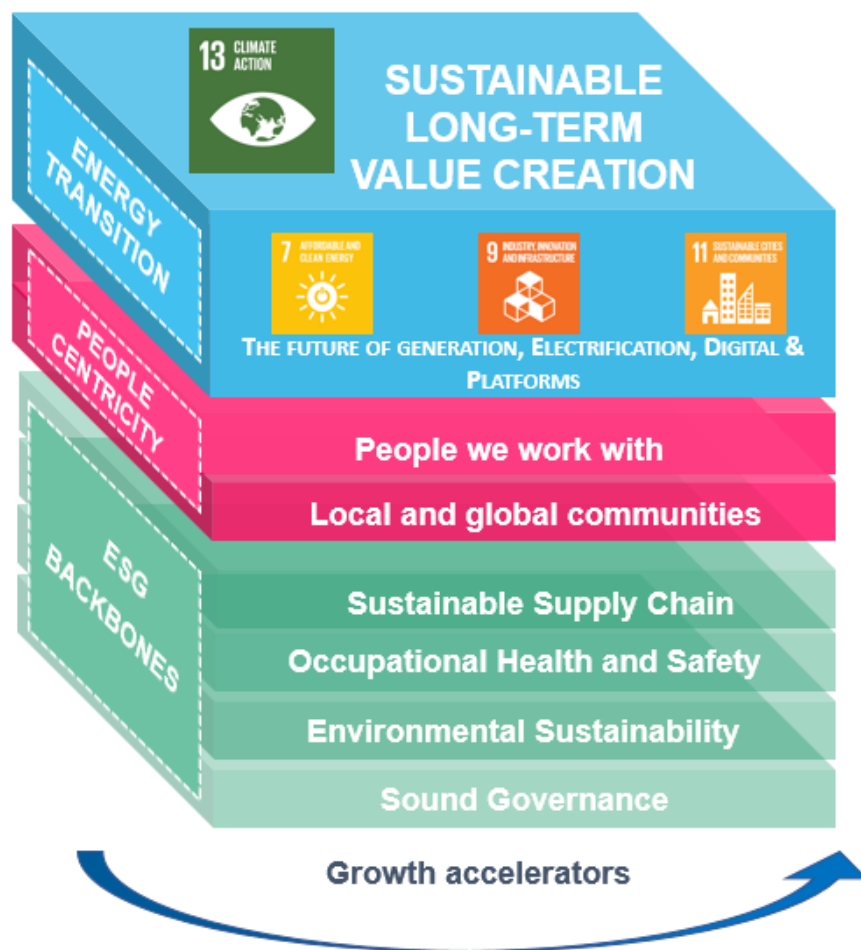 13 CLIMATE
ACTION
SUSTAINABLE
LONG-TERM
VALUE CREATION
ENERGY
TRANSITION
7 AFFORDABLE AND
CLEAN ENERGY
9 INDUSTRY, INNOVATION
AND INFRASTRUCTURE
11 SUSTAINABLE CITIES
AND COMMUNITIES
THE FUTURE OF GENERATION, ELECTRIFICATION, DIGITAL &
PLATFORMS
PEOPLE
CENTRICITY
People we work with
Local and global communities
ESG
BACKBONES
Sustainable Supply Chain
Occupational Health and Safety
Environmental Sustainability
Sound Governance
Growth accelerators